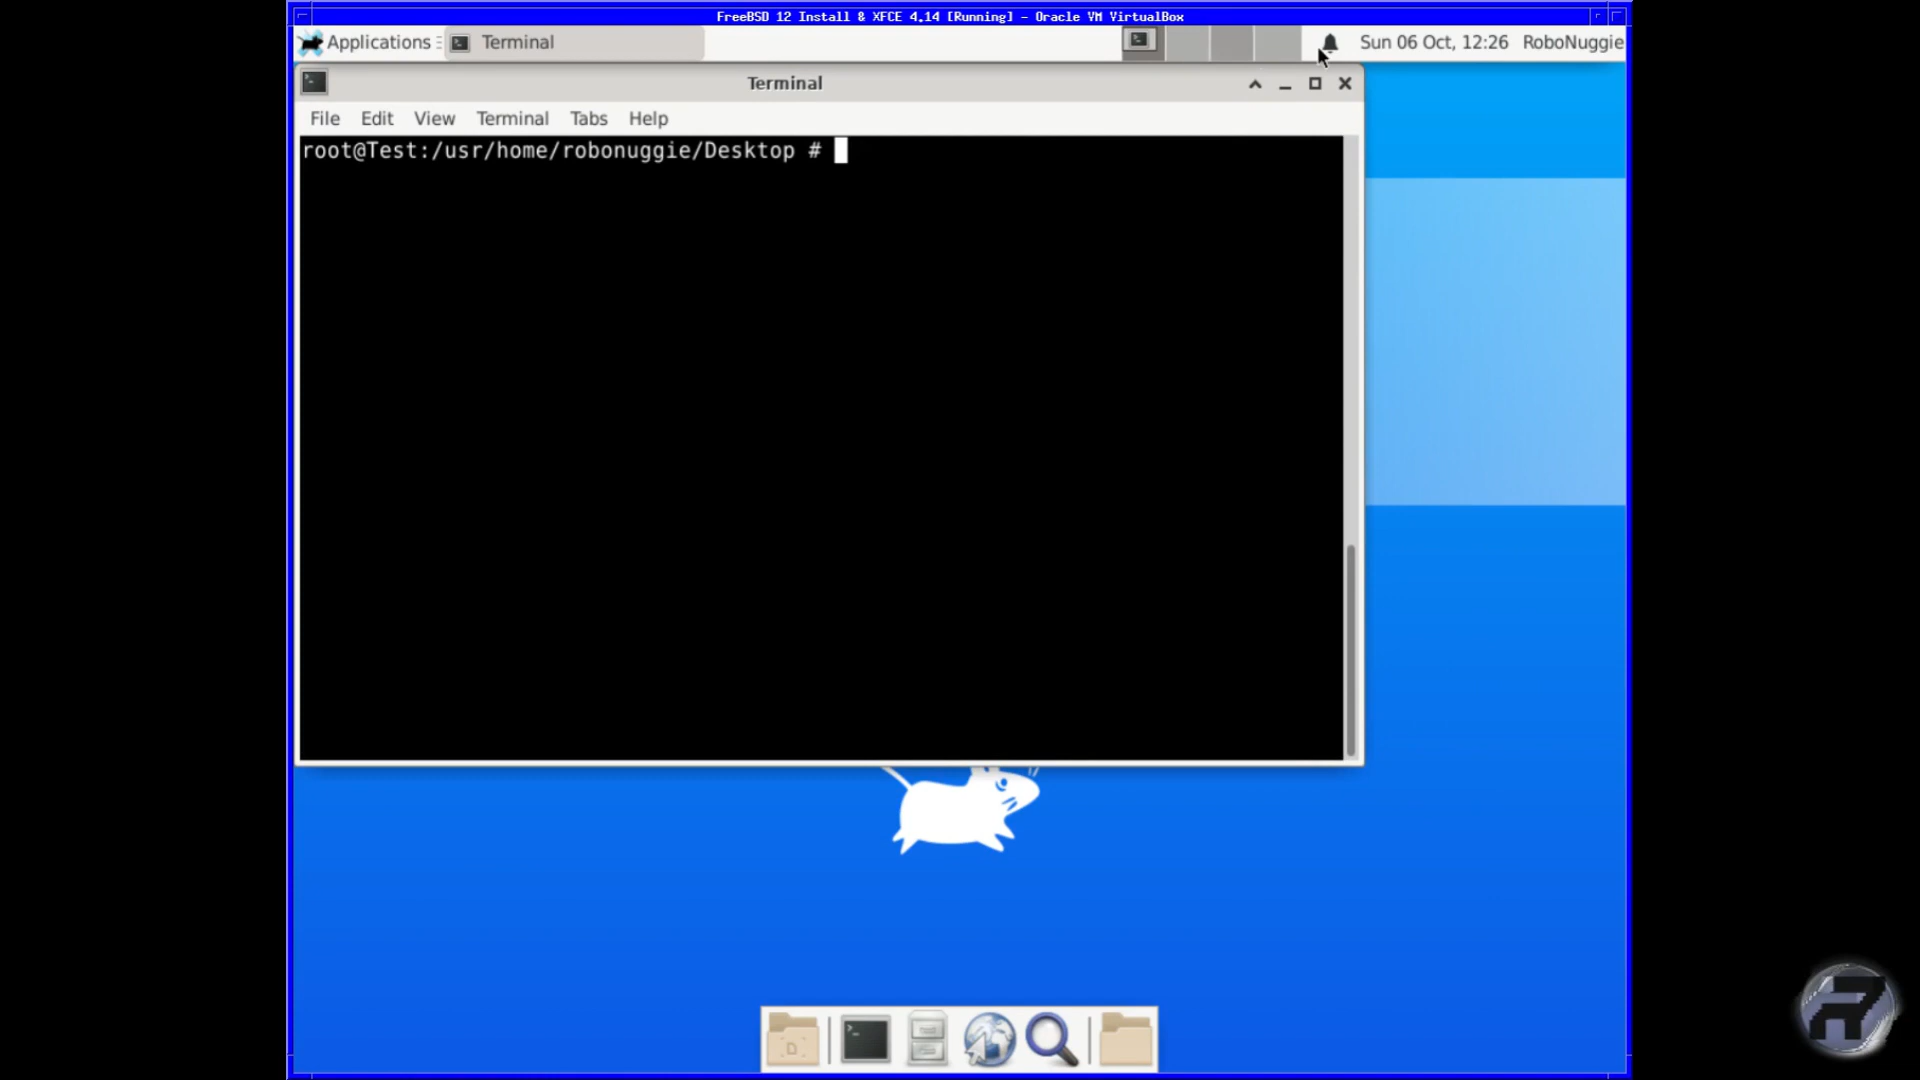 FreeBSD 12 Install & XFCE 4.14 [Running] - Oracle VM VirtualBox
Applications Terminal Sun 06 Oct, 12:26 RoboNuggie
Terminal
File Edit View Terminal Tabs Help
root@Test:/usr/home/robonuggie/Desktop #